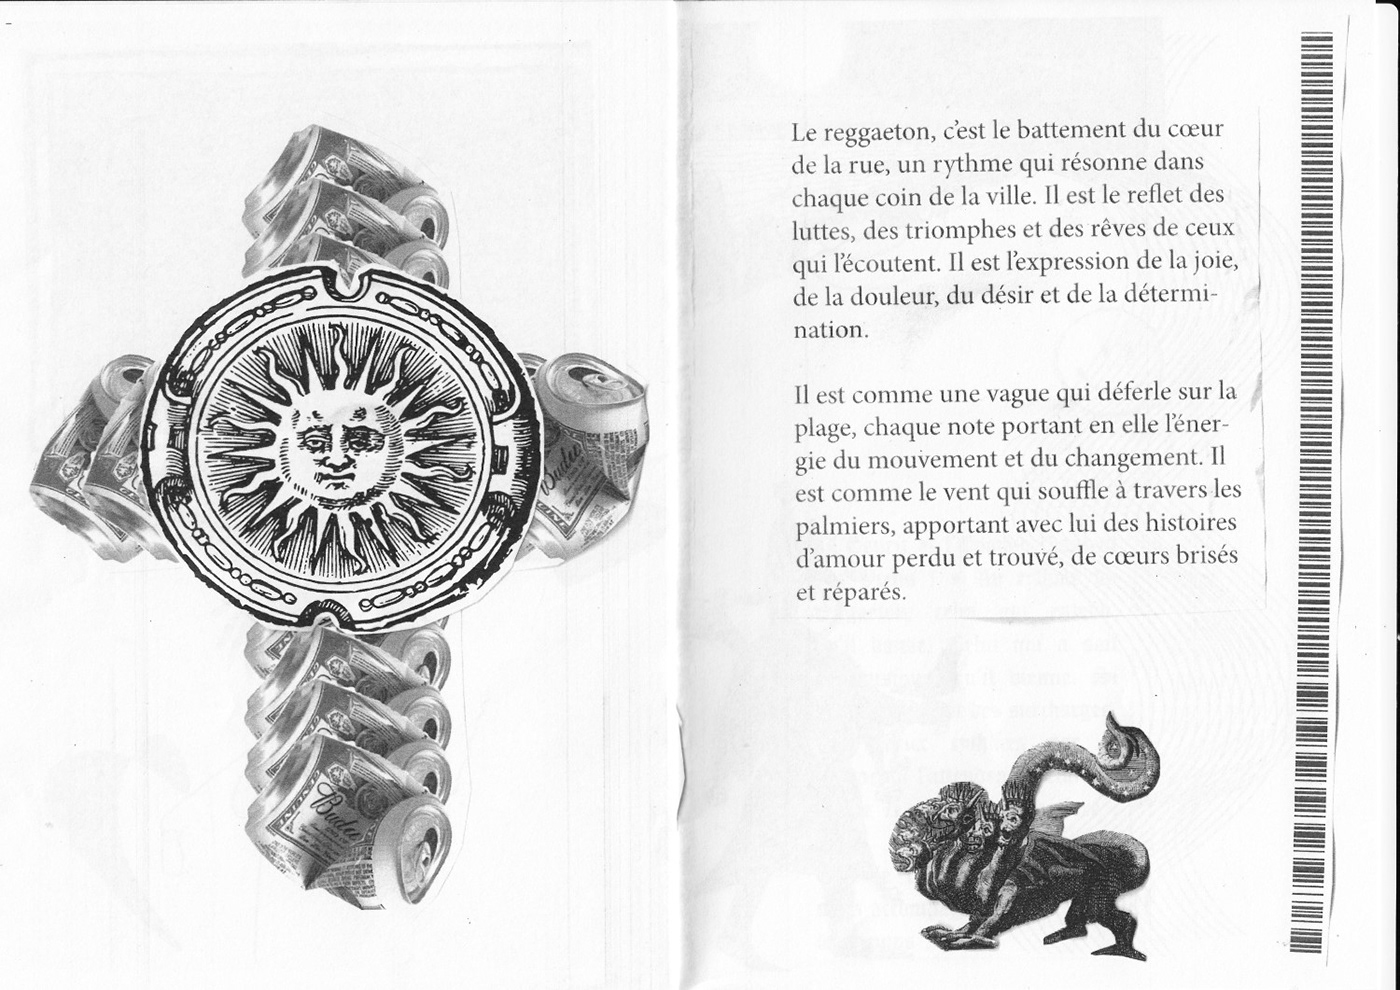 Le reggaeton, c'est le battement du cœur
de la rue, un rythme qui résonne dans
chaque coin de la ville. Il est le reflet des
luttes, des triomphes et des rêves de ceux
qui l'écoutent. Il est l'expression de la joie,
de la douleur, du désir et de la détermi-
nation.
Il est comme une vague qui déferle sur la
plage, chaque note portant en elle l'éner-
gie du mouvement et du changement. Il
est comme le vent qui souffle à travers les
palmiers, apportant avec lui des histoires
d'amour perdu et trouvé, de cœurs brisés
et réparés.